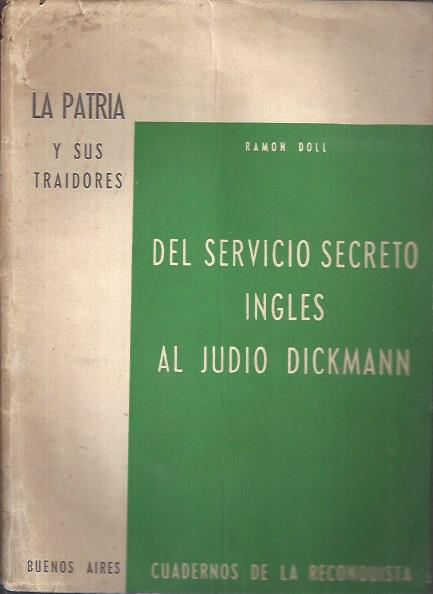 LA PATRIA
Y SUS
TRAIDORES
RAMON DOLL
DEL SERVICIO SECRETO
INGLES
AL JUDIO DICKMANN
BUENOS AIRES
CUADERNOS DE LA RECONQUISTA